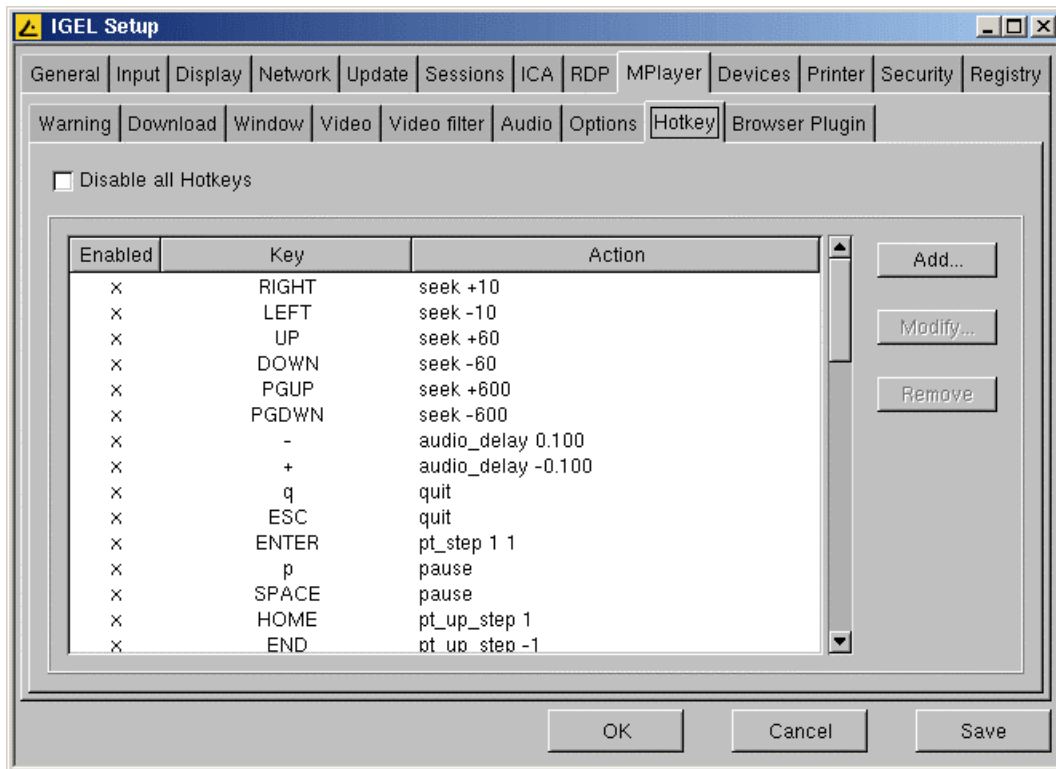 IGEL Setup
General Input Display Network Update Sessions ICA RDP MPlayer Devices Printer Security Registry
Warning Download Window Video Video filter Audio Options Hotkey Browser Plugin
Disable all Hotkeys
Enabled Key Action
x RIGHT seek +10
x LEFT seek -10
x UP seek +60
x DOWN seek -60
x PGUP seek +600
x PGDWN seek -600
x - audio_delay 0.100
x + audio_delay -0.100
x q quit
x ESC quit
x ENTER pt_step 1 1
x p pause
x SPACE pause
x HOME pt_up_step 1
x END pt_up_step -1
Add...
Modify...
Remove
OK Cancel Save